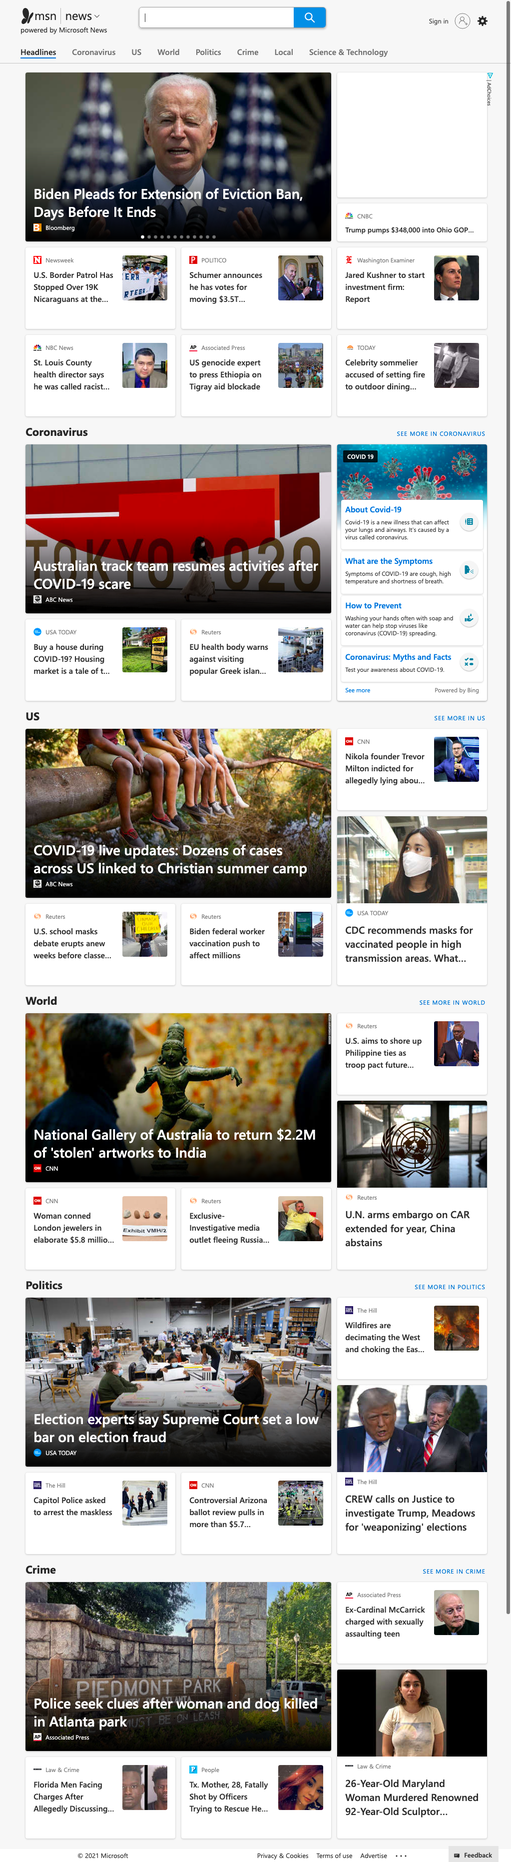 msn | news
powered by Microsoft News
Sign in
Headlines Coronavirus US World Politics Crime Local Science & Technology
AdChoices
Biden Pleads for Extension of Eviction Ban,
Days Before It Ends
Bloomberg
CNBC
Trump pumps $348,000 into Ohio GOP...
Newsweek
U.S. Border Patrol Has
Stopped Over 19K
Nicaraguans at the...
POLITICO
Schumer announces
he has votes for
moving $3.5T...
Washington Examiner
Jared Kushner to start
investment firm:
Report
NBC News
St. Louis County
health director says
he was called racist...
AP Associated Press
US genocide expert
to press Ethiopia on
Tigray aid blockade
TODAY
Celebrity sommelier
accused of setting fire
to outdoor dining...
Coronavirus
SEE MORE IN CORONAVIRUS
TOKYO 2020
Australian track team resumes activities after
COVID-19 scare
ABC News
COVID 19
About Covid-19
Covid-19 is a new illness that can affect
your lungs and airways. It's caused by a
virus called coronavirus.
What are the Symptoms
Symptoms of COVID-19 are cough, high
temperature and shortness of breath.
How to Prevent
Washing your hands often with soap and
water can help stop viruses like
coronavirus (COVID-19) spreading.
Coronavirus: Myths and Facts
Test your awareness about COVID-19.
See more
Powered by Bing
USA TODAY
Buy a house during
COVID-19? Housing
market is a tale of t...
Reuters
EU health body warns
against visiting
popular Greek islan...
US
SEE MORE IN US
COVID-19 live updates: Dozens of cases
across US linked to Christian summer camp
ABC News
CNN
Nikola founder Trevor
Milton indicted for
allegedly lying abou...
USA TODAY
CDC recommends masks for
vaccinated people in high
transmission areas. What...
Reuters
U.S. school masks
debate erupts anew
weeks before classe...
Reuters
Biden federal worker
vaccination push to
affect millions
World
SEE MORE IN WORLD
National Gallery of Australia to return $2.2M
of 'stolen' artworks to India
CNN
Reuters
U.S. aims to shore up
Philippine ties as
troop pact future...
Reuters
U.N. arms embargo on CAR
extended for year, China
abstains
CNN
Woman conned
London jewelers in
elaborate $5.8 millio...
Exhibit VMH/2
Reuters
Exclusive-
Investigative media
outlet fleeing Russia...
Politics
SEE MORE IN POLITICS
Election experts say Supreme Court set a low
bar on election fraud
USA TODAY
The Hill
Wildfires are
decimating the West
and choking the Eas...
The Hill
CREW calls on Justice to
investigate Trump, Meadows
for 'weaponizing' elections
The Hill
Capitol Police asked
to arrest the maskless
CNN
Controversial Arizona
ballot review pulls in
more than $5.7...
Crime
SEE MORE IN CRIME
PIEDMONT PARK
ATLANTA
MUST BE ON LEASH
Police seek clues after woman and dog killed
in Atlanta park
AP Associated Press
AP Associated Press
Ex-Cardinal McCarrick
charged with sexually
assaulting teen
Law & Crime
26-Year-Old Maryland
Woman Murdered Renowned
92-Year-Old Sculptor...
Law & Crime
Florida Men Facing
Charges After
Allegedly Discussing...
People
Tx. Mother, 28, Fatally
Shot by Officers
Trying to Rescue He...
© 2021 Microsoft
Privacy & Cookies Terms of use Advertise
Feedback